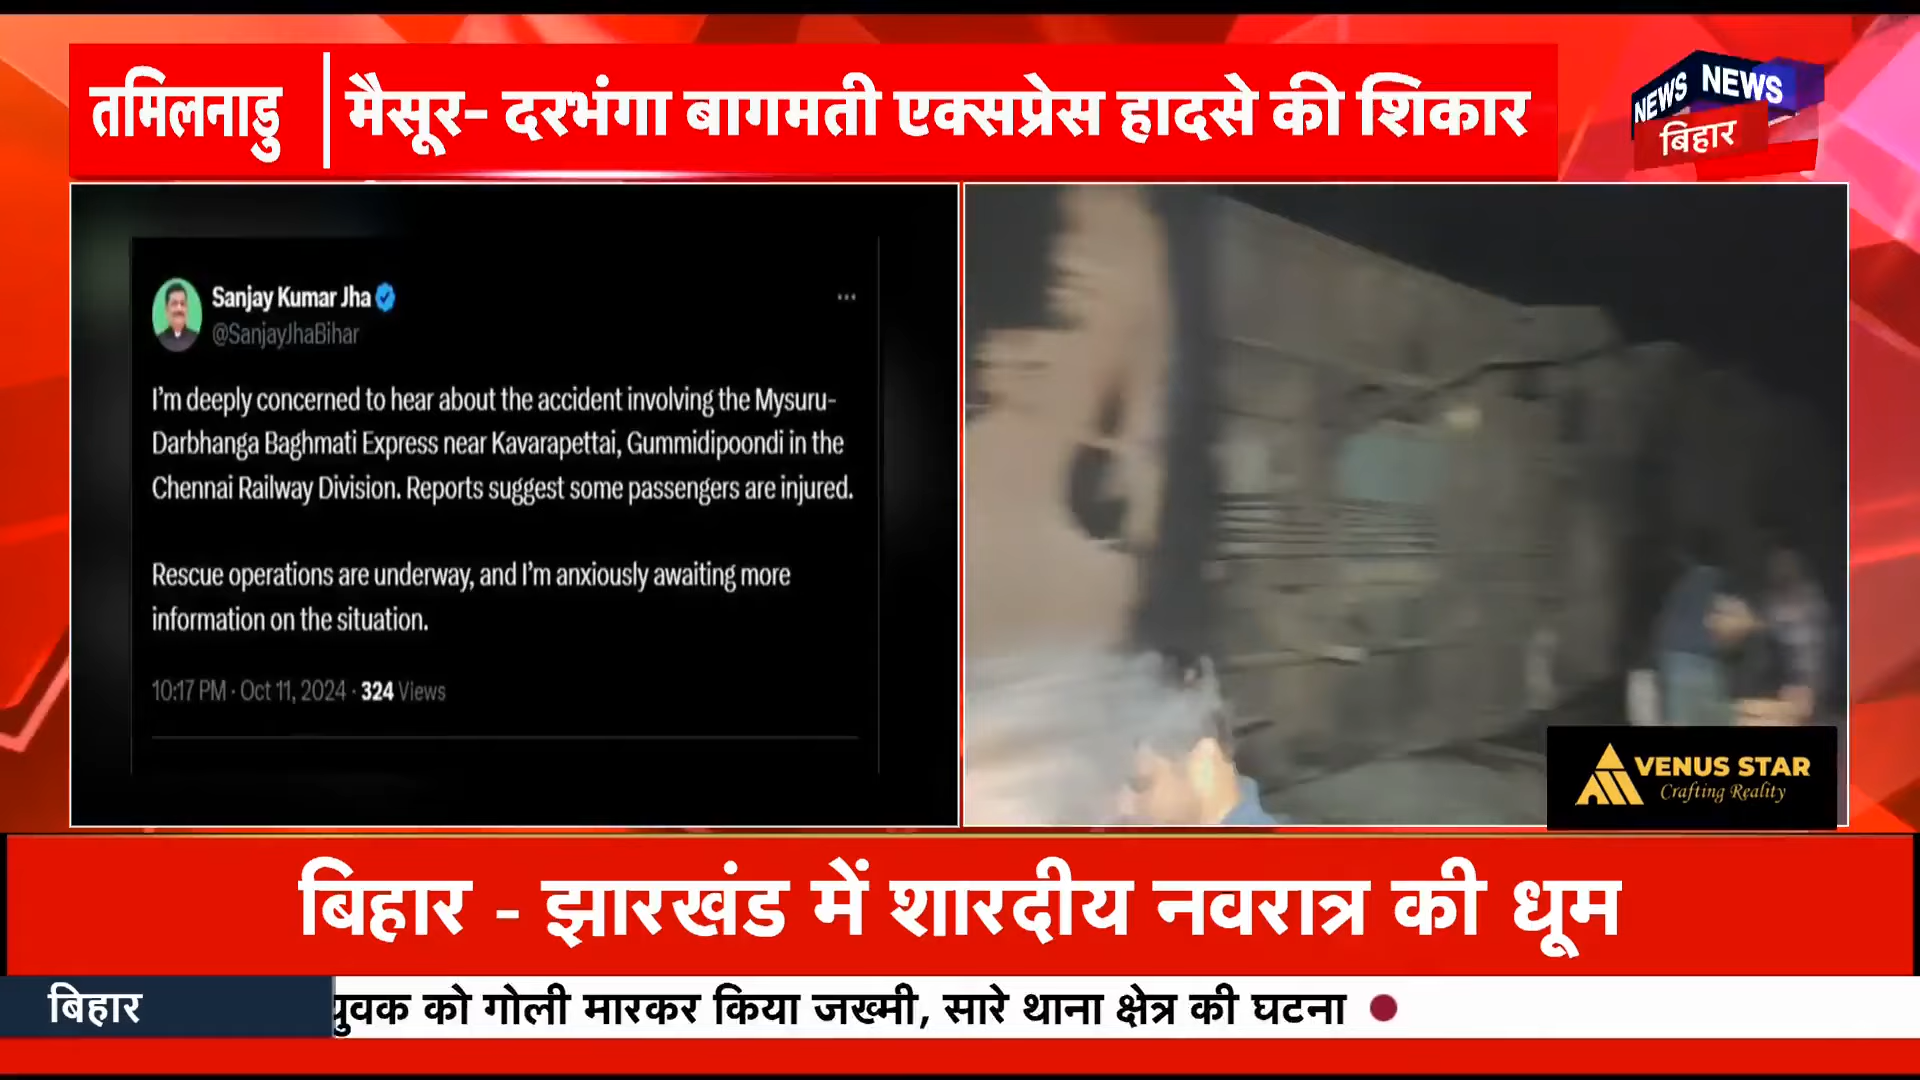 तमिलनाडु
मैसूर- दरभंगा बागमती एक्सप्रेस हादसे की शिकार
NEWS NEWS
बिहार
Sanjay Kumar Jha
@SanjayJhaBihar
I'm deeply concerned to hear about the accident involving the Mysuru-
Darbhanga Baghmati Express near Kavarapettai, Gummidipoondi in the
Chennai Railway Division. Reports suggest some passengers are injured.
Rescue operations are underway, and I'm anxiously awaiting more
information on the situation.
10:17 PM · Oct 11, 2024 · 324 Views
VENUS STAR
Crafting Reality
बिहार - झारखंड में शारदीय नवरात्र की धूम
बिहार
युवक को गोली मारकर किया जख्मी, सारे थाना क्षेत्र की घटना